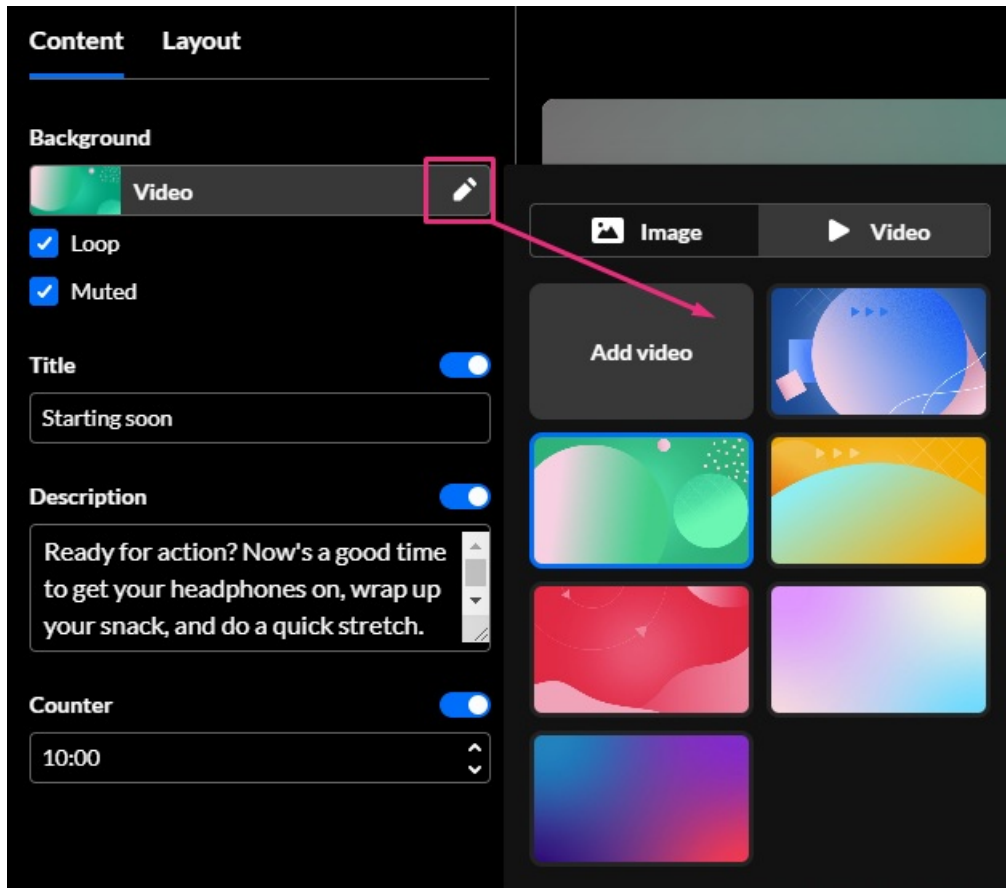 Content Layout
Background
Video
Loop
Muted
Title
Starting soon
Description
Ready for action? Now's a good time
to get your headphones on, wrap up
your snack, and do a quick stretch.
Counter
10:00
Image Video
Add video